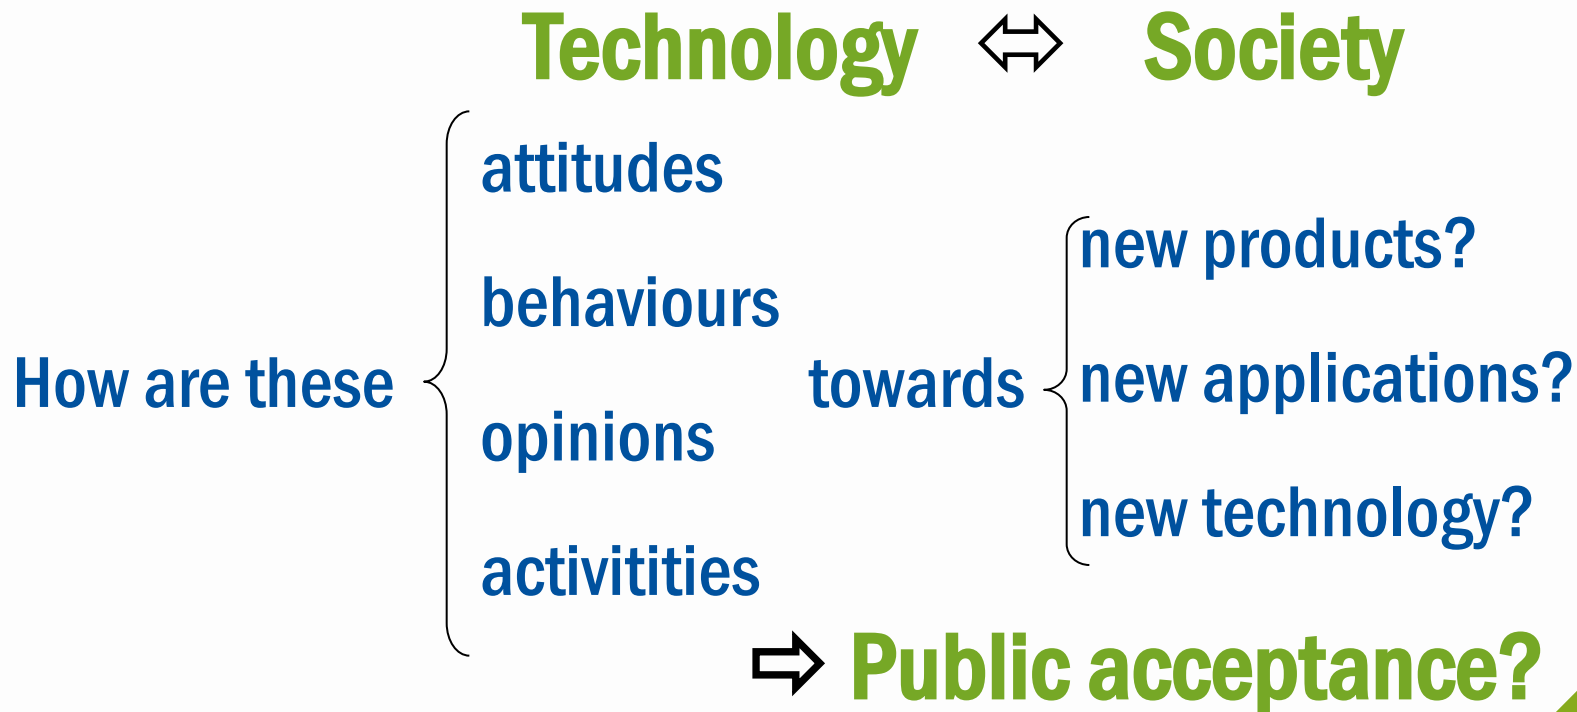 Technology ⇔ Society
attitudes
behaviours
How are these
opinions
activitities
towards
new products?
new applications?
new technology?
⇨ Public acceptance?